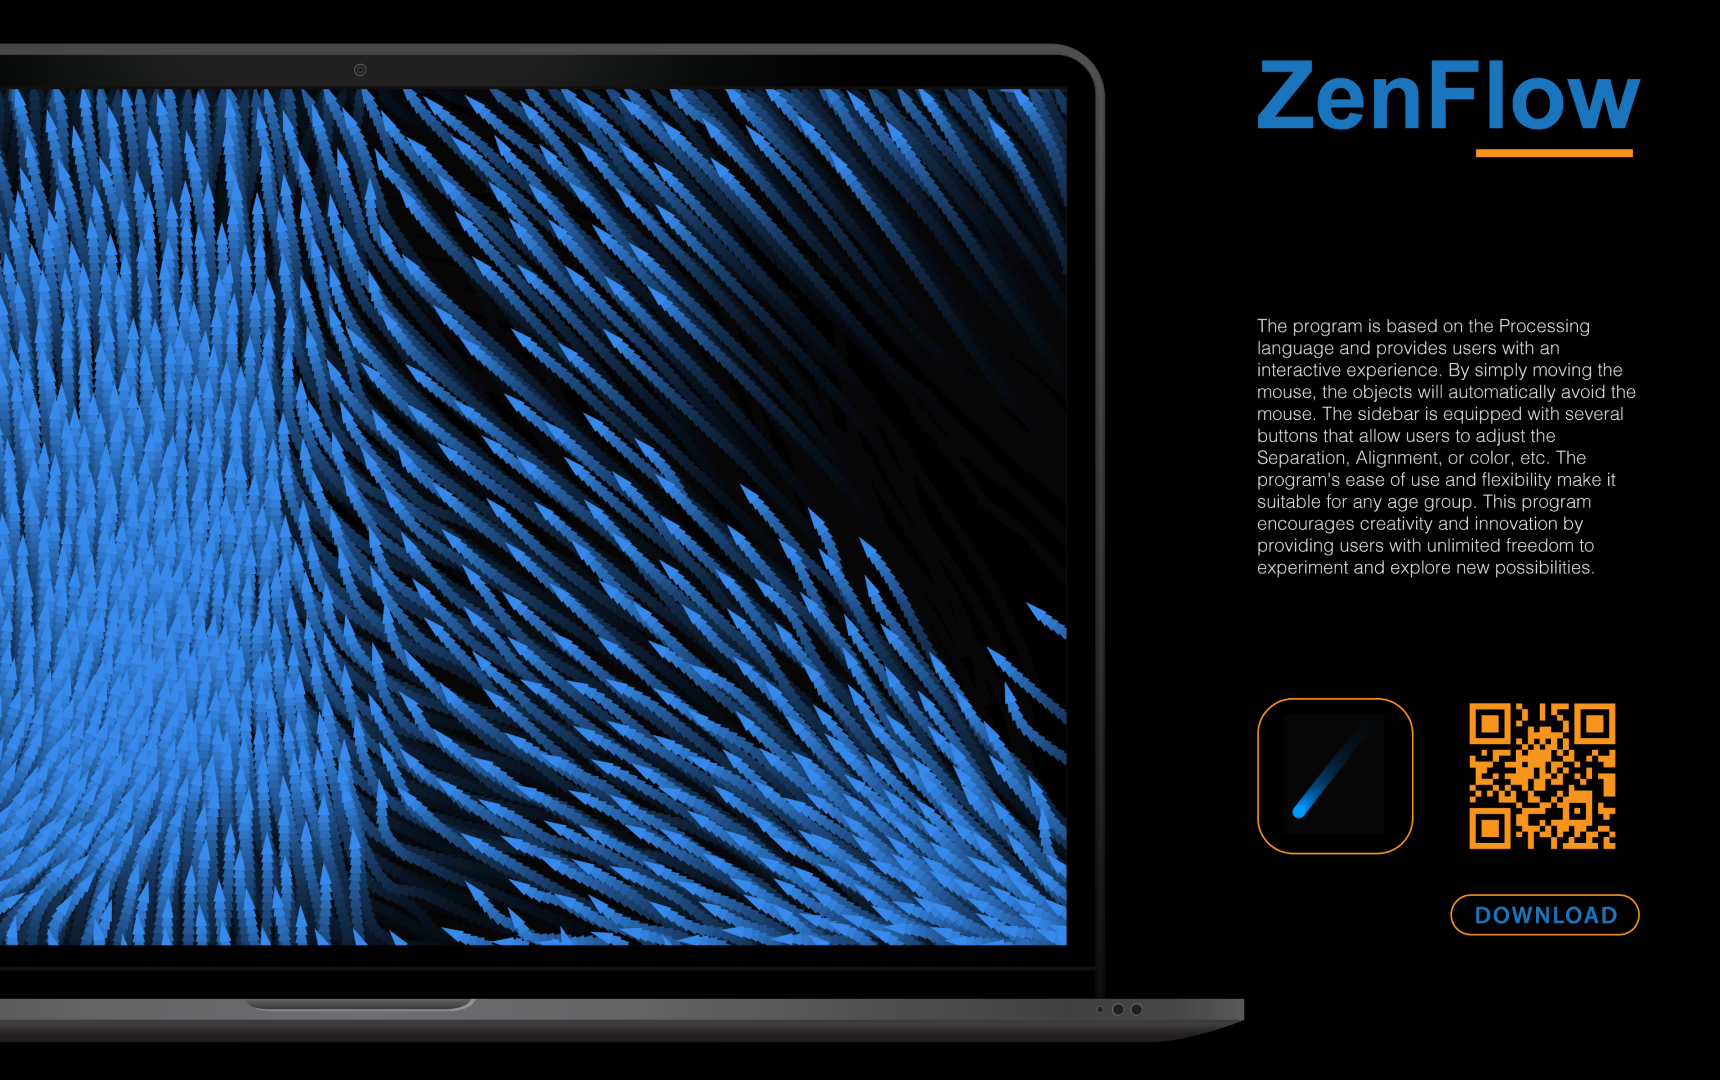 ZenFlow
The program is based on the Processing
language and provides users with an
interactive experience. By simply moving the
mouse, the objects will automatically avoid the
mouse. The sidebar is equipped with several
buttons that allow users to adjust the
Separation, Alignment, or color, etc. The
program's ease of use and flexibility make it
suitable for any age group. This program
encourages creativity and innovation by
providing users with unlimited freedom to
experiment and explore new possibilities.
DOWNLOAD